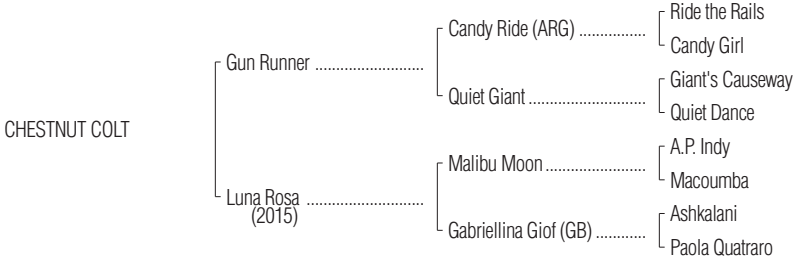 Ride the Rails
Candy Ride (ARG) ................
Candy Girl
Gun Runner ..........................
Giant's Causeway
Quiet Giant ............................
Quiet Dance
CHESTNUT COLT
A.P. Indy
Malibu Moon ........................
Macoumba
Luna Rosa ............................
(2015)
Ashkalani
Gabriellina Giof (GB) ............
Paola Quatraro